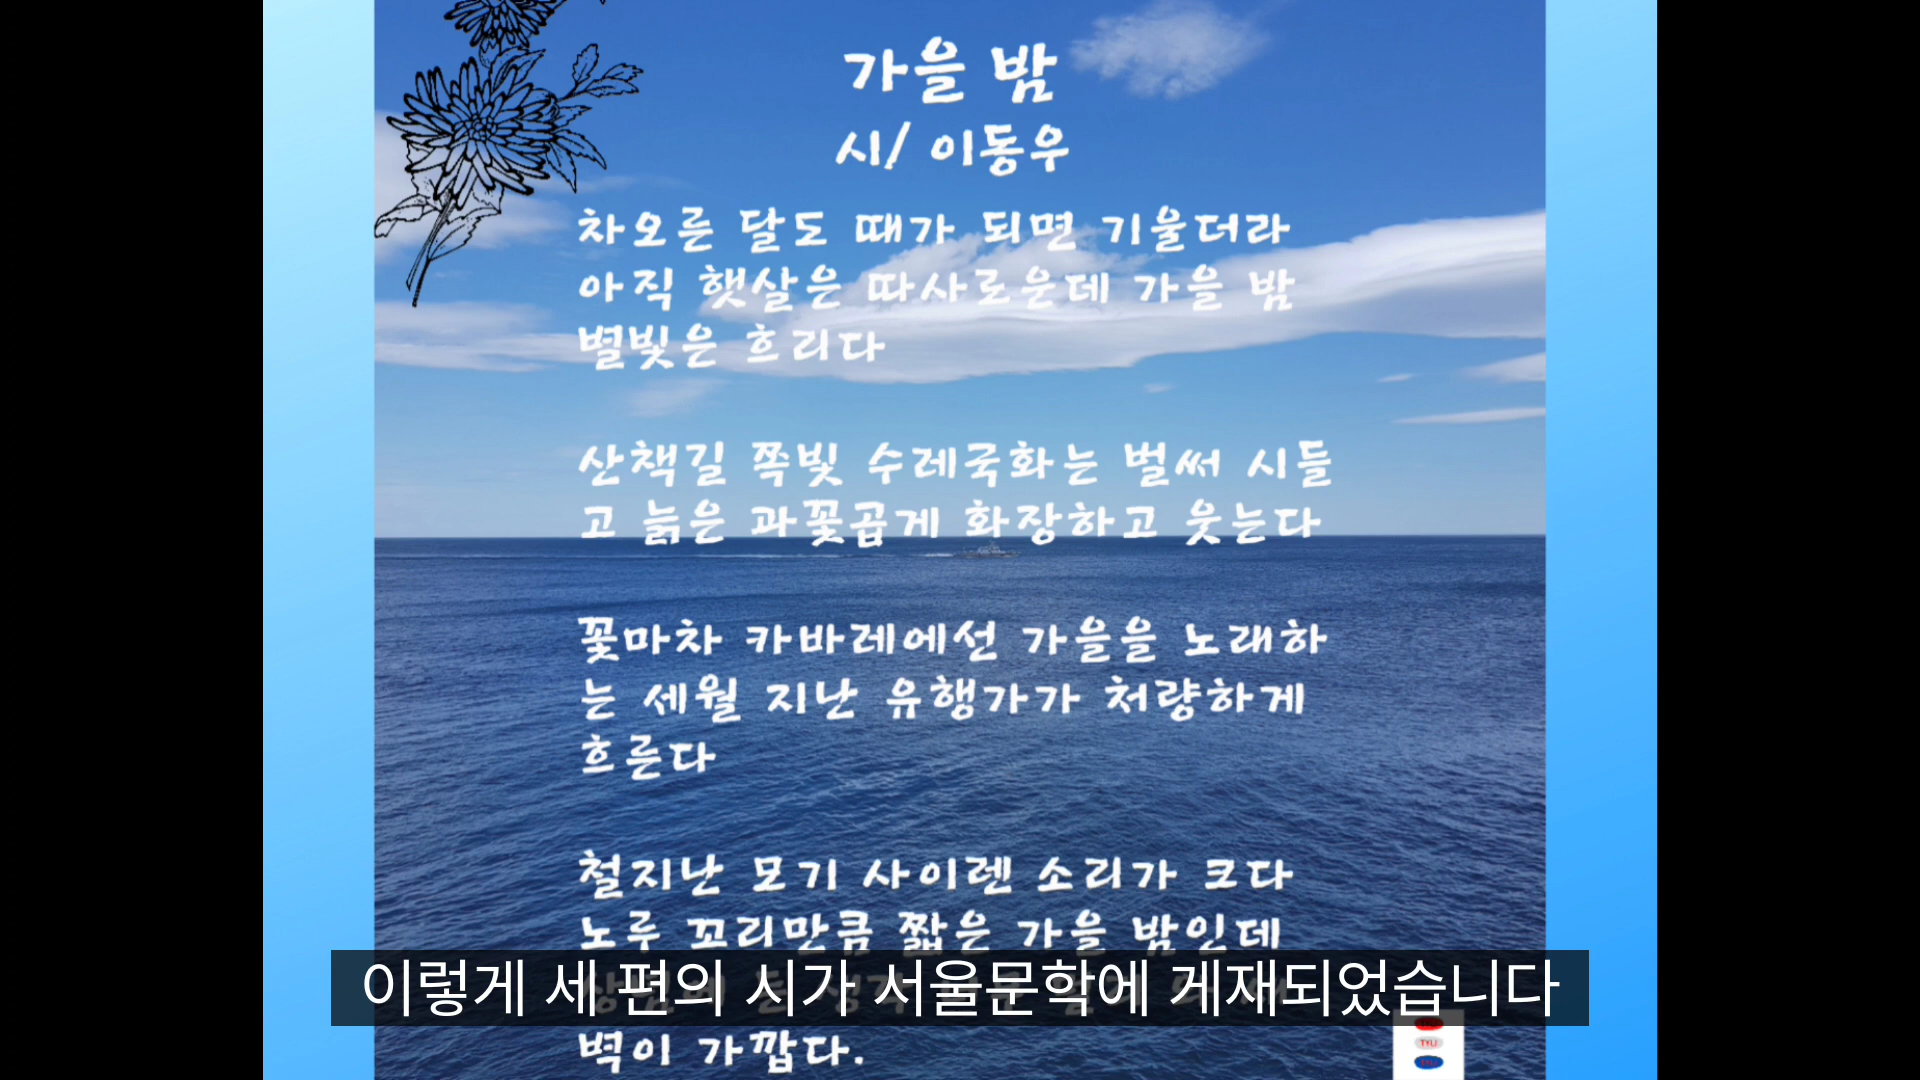 가을 밤
시/ 이동우
차오른 달도 때가 되면 기울더라
아직 햇살은 따사로운데 가을 밤
별빛은 흐리다
산책길 쪽빛 수레국화는 벌써 시들
고 늙은 과꽃곱게 화장하고 웃는다
꽃마차 카바레에선 가을을 노래하
는 세월 지난 유행가가 처량하게
흐른다
철지난 모기 사이렌 소리가 크다
노루 꼬리만큼 짧은 가을 밤인데
이렇게 세 편의 시가 서울문학에 게재되었습니다
벽이 가깝다.
TYLI